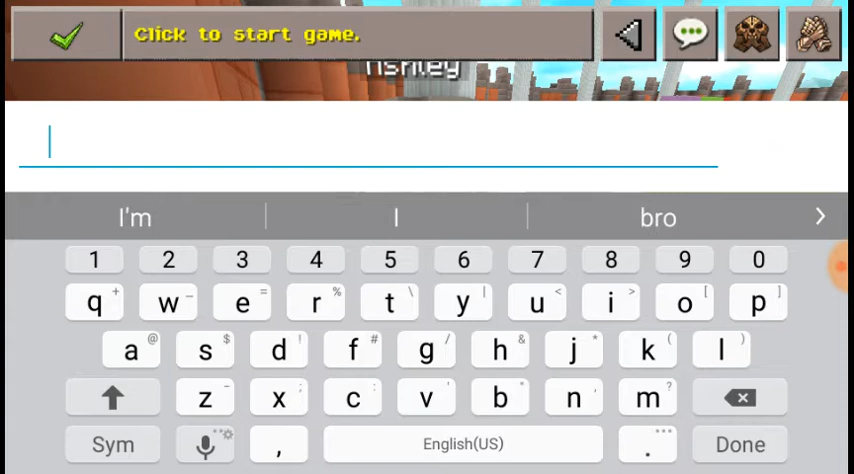 Click to start game.
Ashley
I'm I bro
1 2 3 4 5 6 7 8 9 0
q + w _ e = r % t \ y | u < i > o [ p ]
a @ s $ d ! f # g / h & j * k ( l )
z - x ; c : v ' b " n , m ?
Sym , English(US) . Done